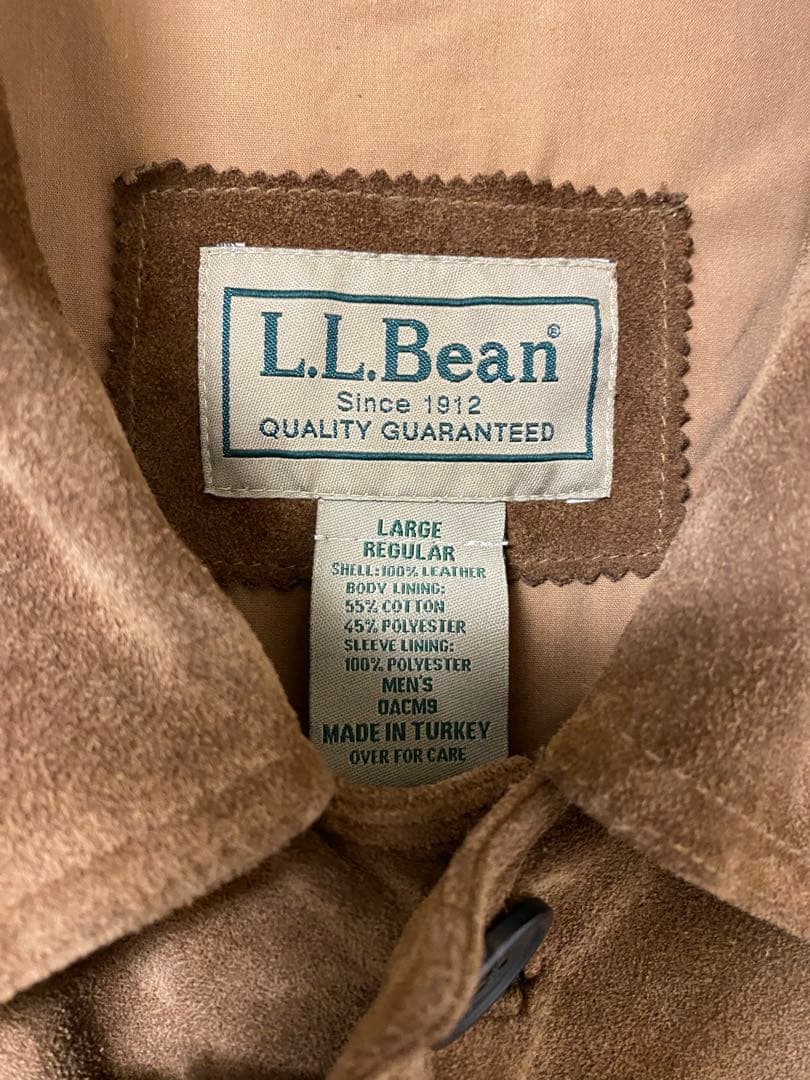 L.L.Bean®
Since 1912
QUALITY GUARANTEED
LARGE
REGULAR
SHELL:100% LEATHER
BODY LINING:
55% COTTON
45% POLYESTER
SLEEVE LINING:
100% POLYESTER
MEN'S
0ACM9
MADE IN TURKEY
OVER FOR CARE